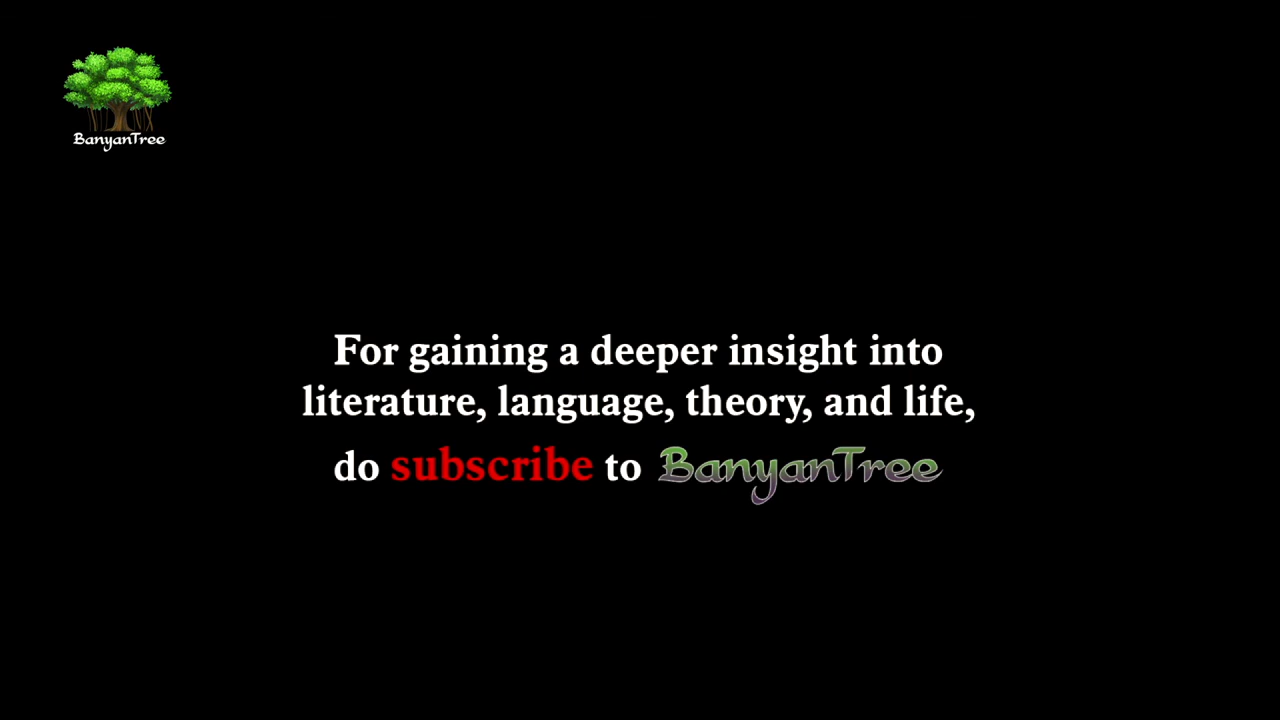 BanyanTree
For gaining a deeper insight into
literature, language, theory, and life,
do subscribe to BanyanTree